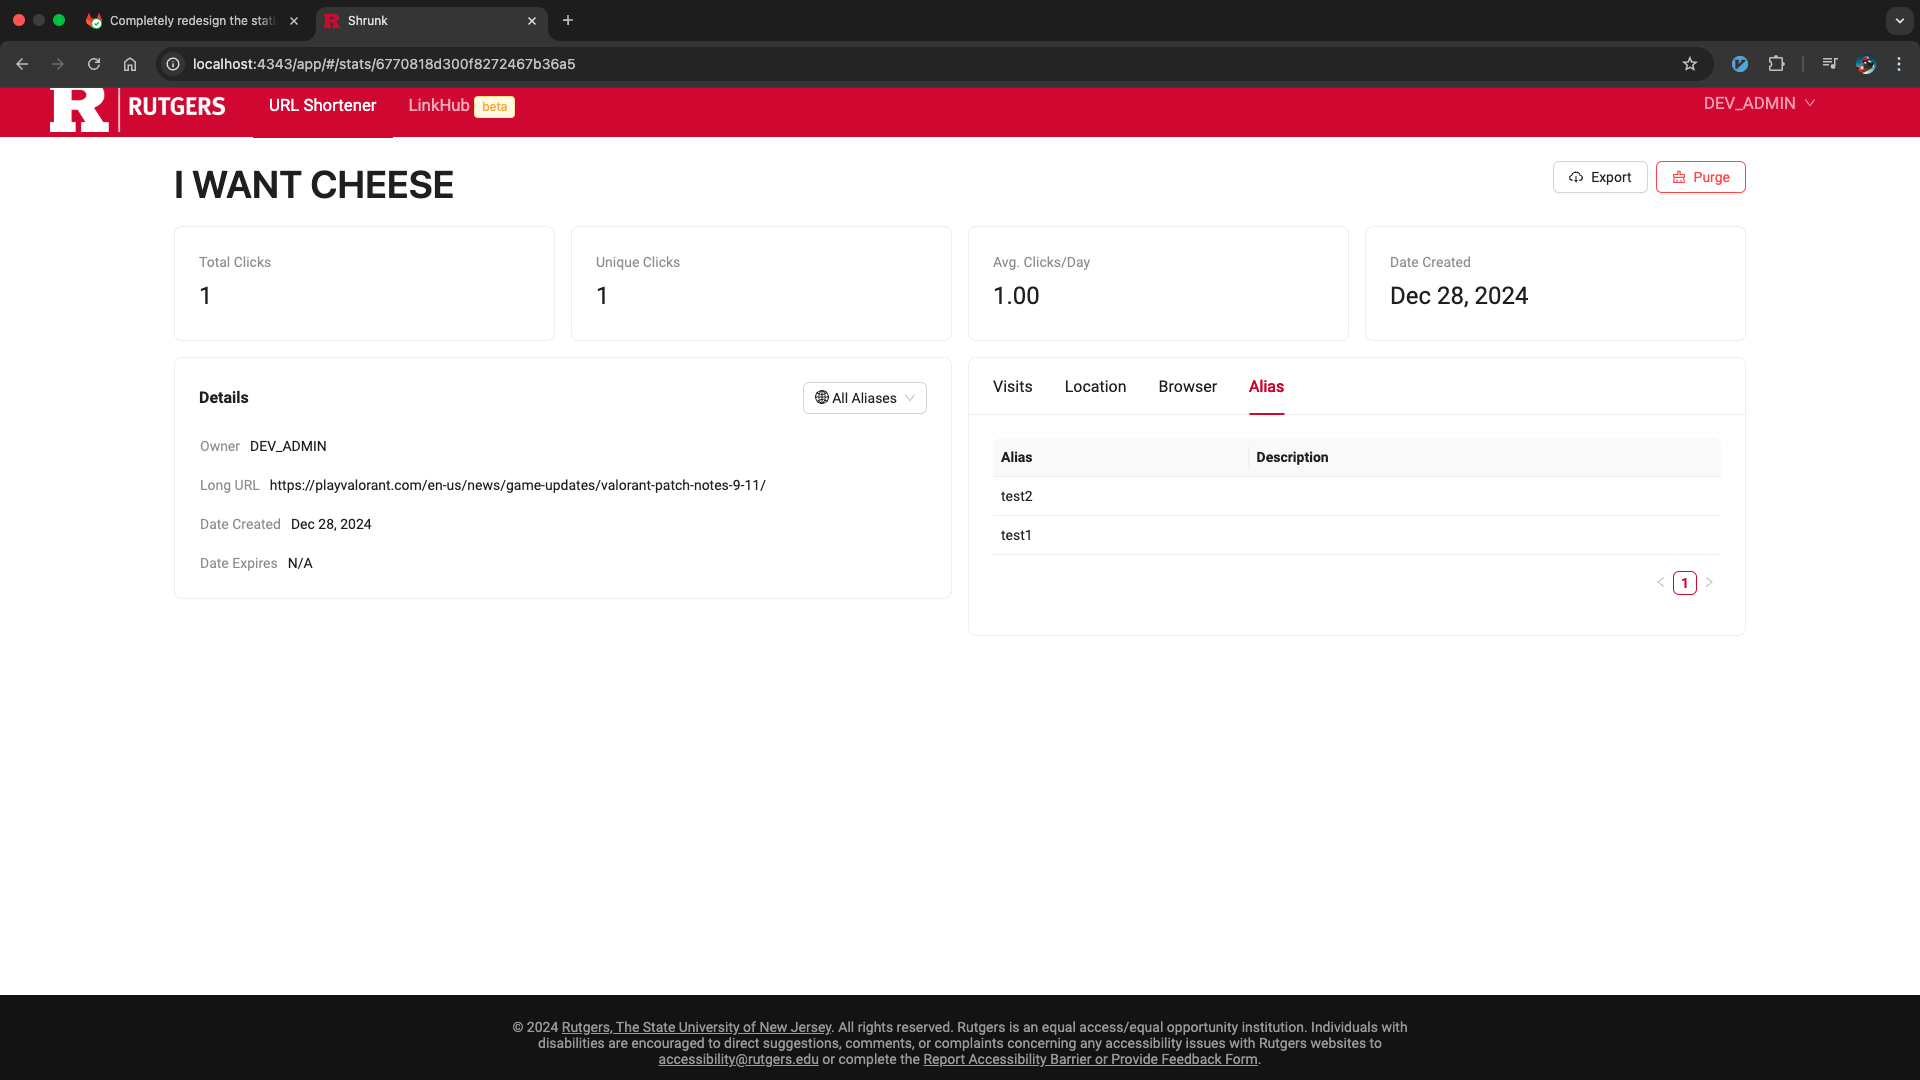 Completely redesign the stati
Shrunk
localhost:4343/app/#/stats/6770818d300f8272467b36a5
R RUTGERS
URL Shortener
LinkHub beta
DEV_ADMIN
I WANT CHEESE
Export
Purge
Total Clicks
1
Unique Clicks
1
Avg. Clicks/Day
1.00
Date Created
Dec 28, 2024
Details
All Aliases
Owner DEV_ADMIN
Long URL https://playvalorant.com/en-us/news/game-updates/valorant-patch-notes-9-11/
Date Created Dec 28, 2024
Date Expires N/A
Visits Location Browser Alias
Alias Description
test2
test1
< 1 >
© 2024 Rutgers, The State University of New Jersey. All rights reserved. Rutgers is an equal access/equal opportunity institution. Individuals with
disabilities are encouraged to direct suggestions, comments, or complaints concerning any accessibility issues with Rutgers websites to
accessibility@rutgers.edu or complete the Report Accessibility Barrier or Provide Feedback Form.